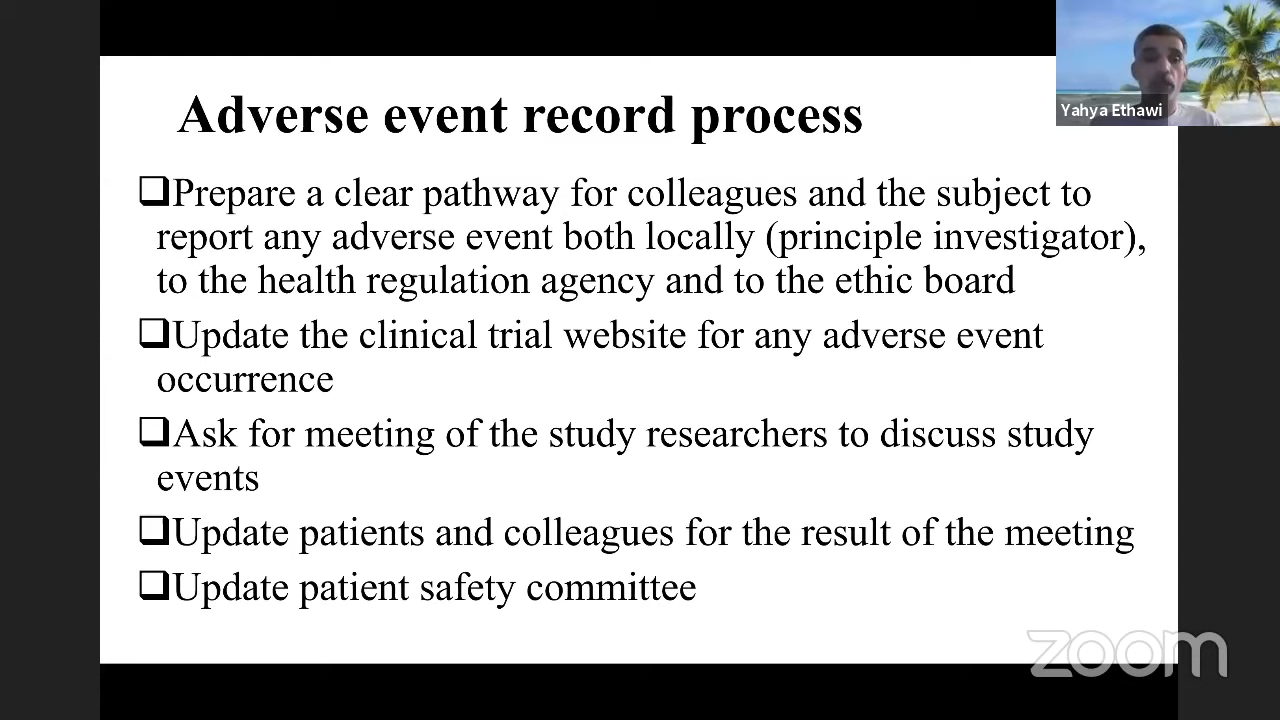 Adverse event record process
Yahya Ethawi
❑Prepare a clear pathway for colleagues and the subject to
report any adverse event both locally (principle investigator),
to the health regulation agency and to the ethic board
❑Update the clinical trial website for any adverse event
occurrence
❑Ask for meeting of the study researchers to discuss study
events
❑Update patients and colleagues for the result of the meeting
❑Update patient safety committee
zoom